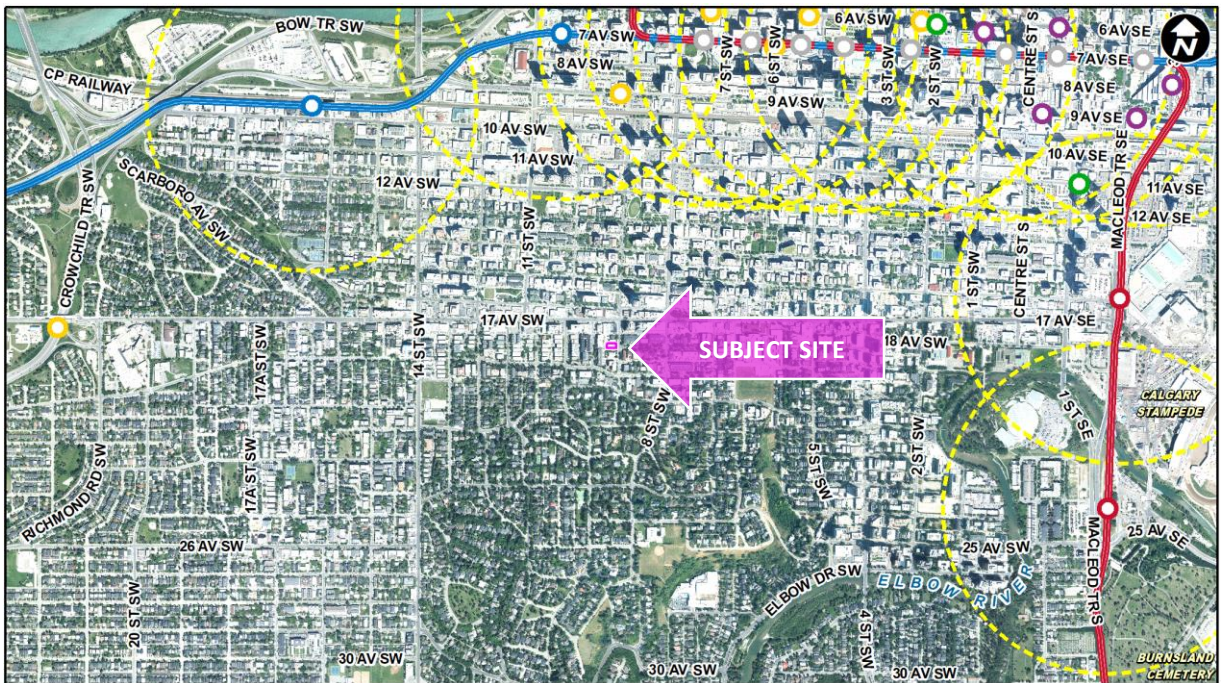 BOW TR SW
6 AV SW
6 AV SE
N
7 AV SW
7 AV SE
CP RAILWAY
8 AV SW
7 ST SW
6 ST SW
3 ST SW
2 ST SW
CENTRE ST S
8 AV SE
9 AV SW
9 AV SE
10 AV SW
MACLEOD TR SE
SCARBORO AV SW
11 AV SW
10 AV SE
12 AV SW
11 AV SE
12 AV SE
CROWCHILD TR SW
11 ST SW
1 ST SW
CENTRE ST S
17 AV SW
17 AV SE
SUBJECT SITE
18 AV SW
17A ST SW
14 ST SW
8 ST SW
1 ST SE
CALGARY
STAMPEDE
RICHMOND RD SW
17A ST SW
5 ST SW
2 ST SW
26 AV SW
25 AV SW
25 AV SE
MACLEOD TR S
ELBOW DR SW
ELBOW RIVER
20 ST SW
4 ST SW
30 AV SW
30 AV SW
30 AV SW
BURNSLAND
CEMETERY